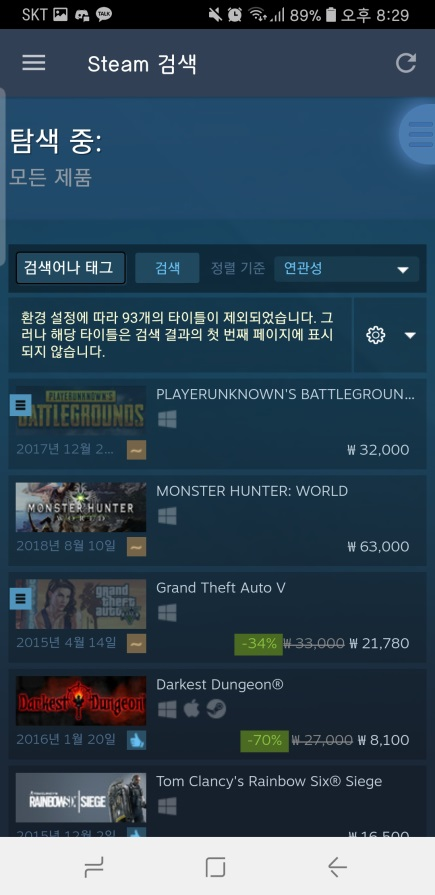 SKT TALK 89% 오후 8:29
Steam 검색
탐색 중:
모든 제품
검색어나 태그 검색 정렬 기준 연관성
환경 설정에 따라 93개의 타이틀이 제외되었습니다. 그
러나 해당 타이틀은 검색 결과의 첫 번째 페이지에 표시
되지 않습니다.
PLAYERUNKNOWN'S BATTLEGROUNDS
PLAYERUNKNOWN'S BATTLEGROUN...
2017년 12월 2... ₩ 32,000
MONSTER HUNTER WORLD
MONSTER HUNTER: WORLD
2018년 8월 10일 ₩ 63,000
grand theft auto V
Grand Theft Auto V
2015년 4월 14일 -34% ₩ 33,000 ₩ 21,780
Darkest Dungeon
Darkest Dungeon®
2016년 1월 20일 -70% ₩ 27,000 ₩ 8,100
RAINBOW SIX SIEGE
Tom Clancy's Rainbow Six® Siege
2015년 12월 2일 ₩ 16,500